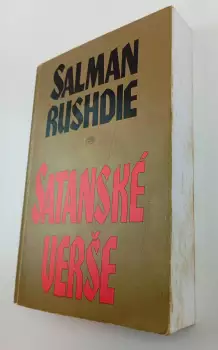 SALMAN
RUSHDIE
SATANSKÉ
VERŠE